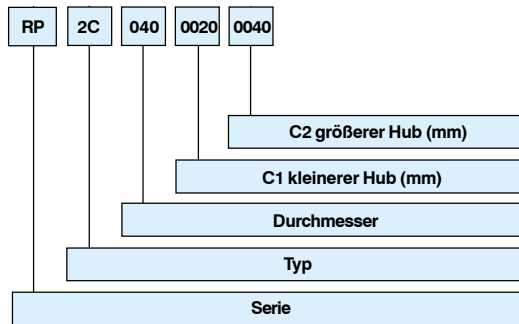 RP 2C 040 0020 0040
C2 größerer Hub (mm)
C1 kleinerer Hub (mm)
Durchmesser
Typ
Serie